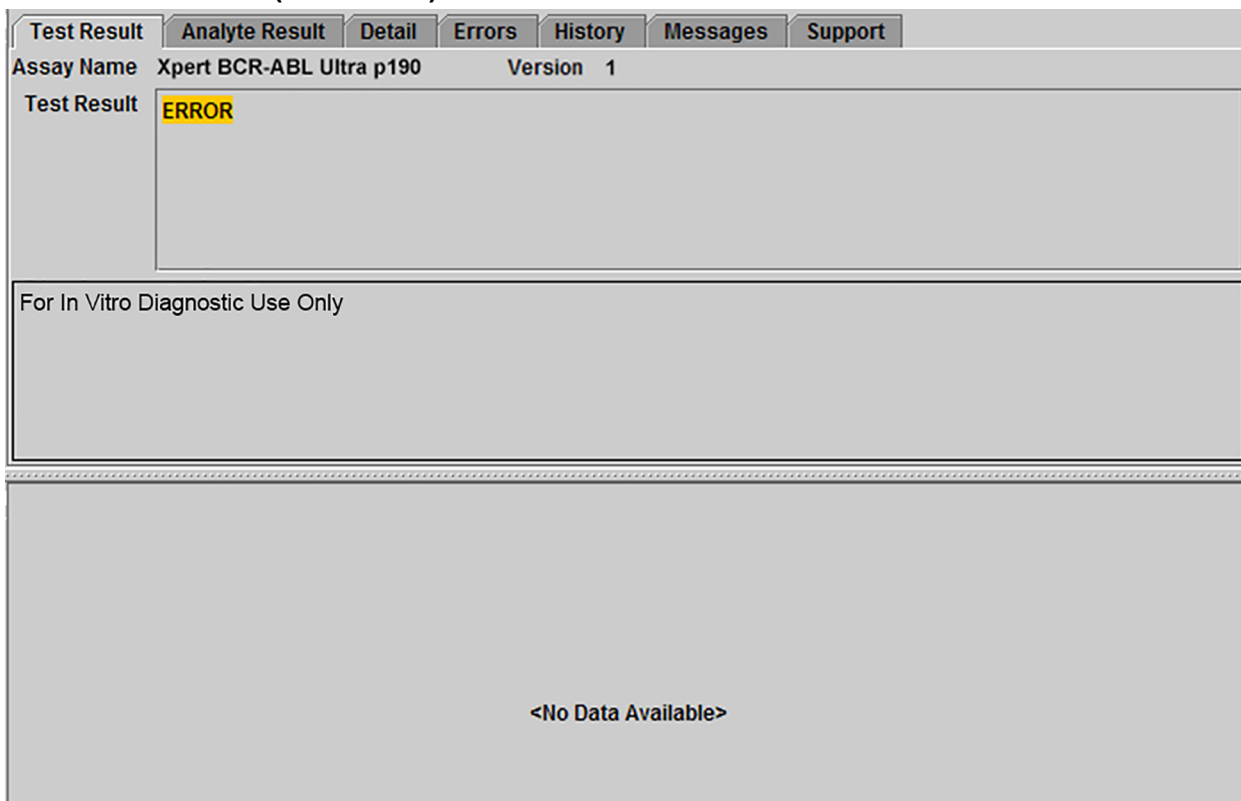 Test Result Analyte Result Detail Errors History Messages Support
Assay Name Xpert BCR-ABL Ultra p190 Version 1
Test Result ERROR
For In Vitro Diagnostic Use Only
<No Data Available>